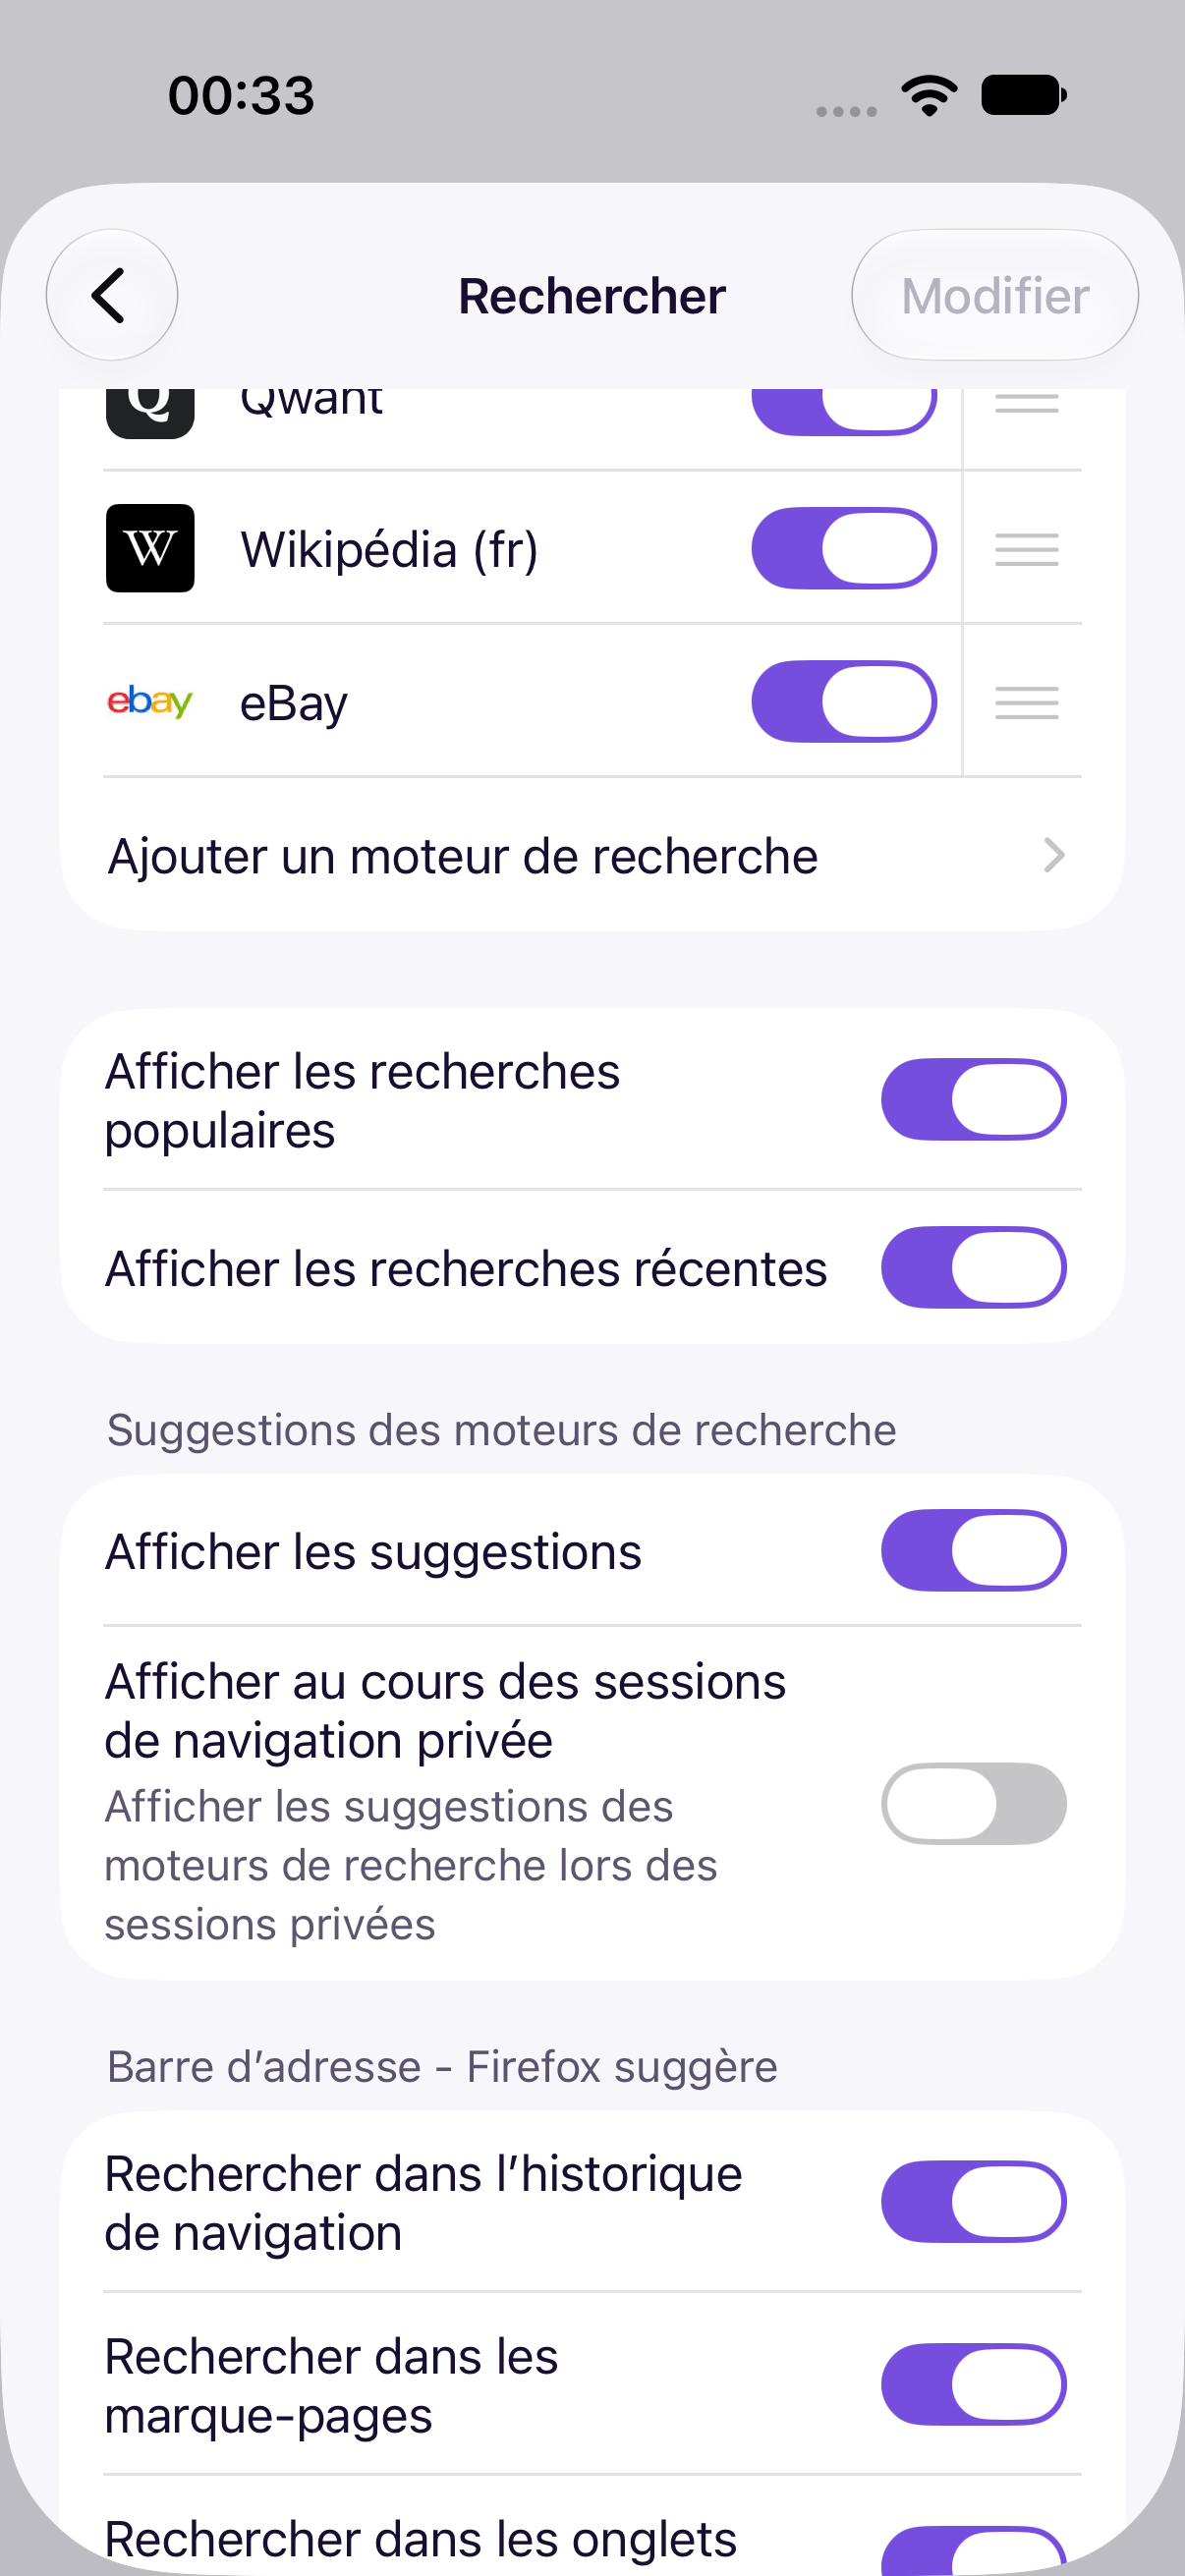 00:33
Rechercher
Modifier
Q
Qwant
W
Wikipédia (fr)
ebay
eBay
Ajouter un moteur de recherche
Afficher les recherches
populaires
Afficher les recherches récentes
Suggestions des moteurs de recherche
Afficher les suggestions
Afficher au cours des sessions
de navigation privée
Afficher les suggestions des
moteurs de recherche lors des
sessions privées
Barre d’adresse - Firefox suggère
Rechercher dans l’historique
de navigation
Rechercher dans les
marque-pages
Rechercher dans les onglets